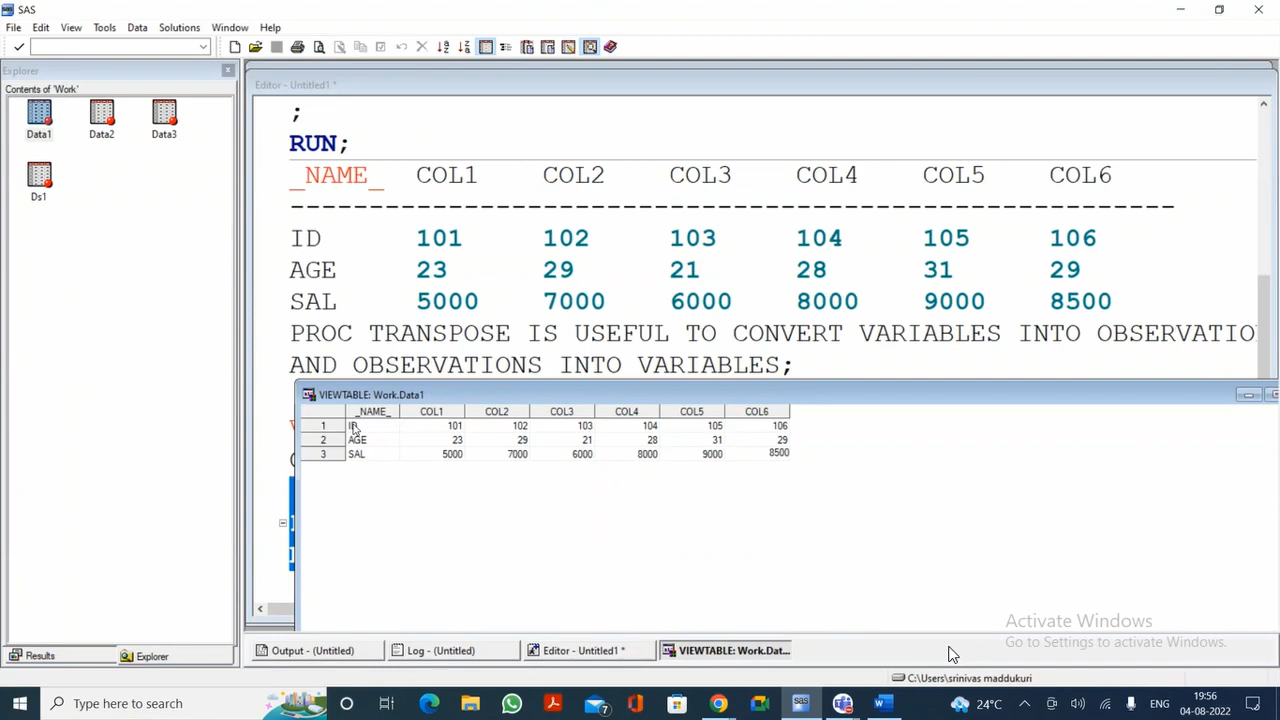 SAS
File Edit View Tools Data Solutions Window Help
Explorer
Contents of 'Work'
Data1 Data2 Data3
Ds1
Editor - Untitled1 *
;
RUN;
_NAME_ COL1 COL2 COL3 COL4 COL5 COL6
-------------------------------------------------------
ID 101 102 103 104 105 106
AGE 23 29 21 28 31 29
SAL 5000 7000 6000 8000 9000 8500
PROC TRANSPOSE IS USEFUL TO CONVERT VARIABLES INTO OBSERVATIO
AND OBSERVATIONS INTO VARIABLES;
VIEWTABLE: Work.Data1
_NAME_ COL1 COL2 COL3 COL4 COL5 COL6
1 ID 101 102 103 104 105 106
2 AGE 23 29 21 28 31 29
3 SAL 5000 7000 6000 8000 9000 8500
Activate Windows
Go to Settings to activate Windows.
Results Explorer
Output - (Untitled) Log - (Untitled) Editor - Untitled1 * VIEWTABLE: Work.Dat...
C:\Users\srinivas maddukuri
Type here to search
7
sas
24°C
ENG
19:56
04-08-2022